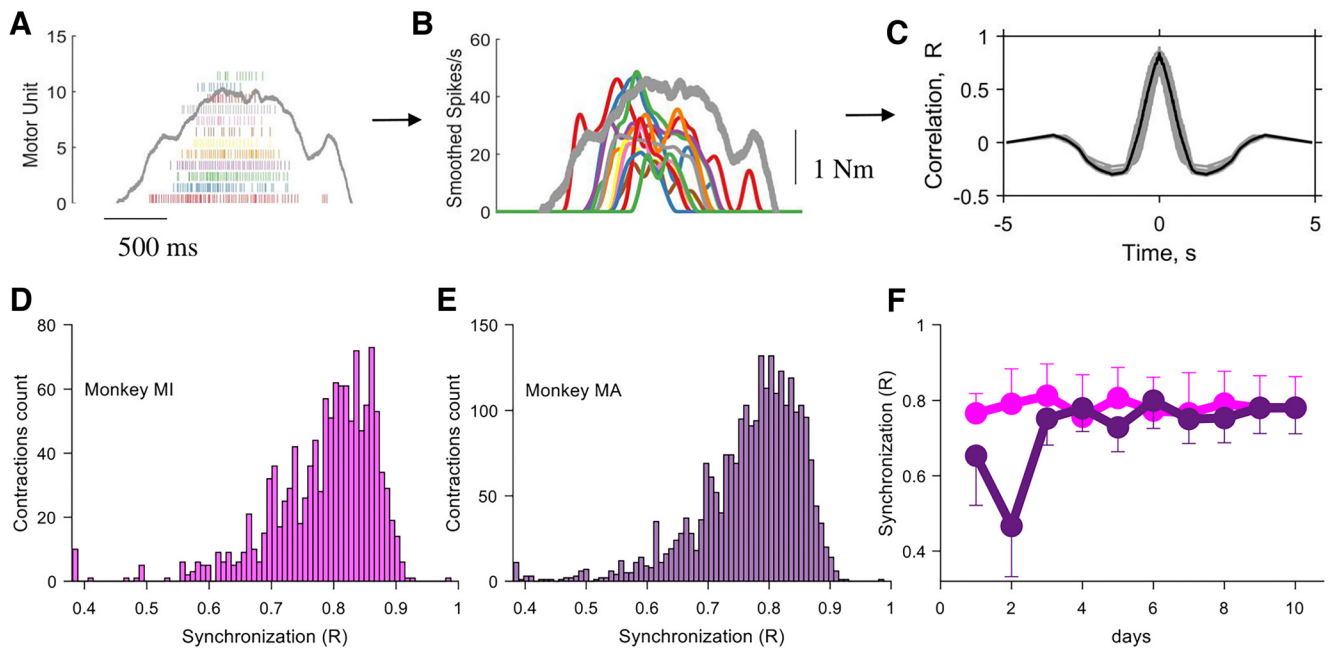 A
15
10
5
0
Motor Unit
500 ms
B
60
40
20
0
Smoothed Spikes/s
1 Nm
C
1
0.5
0
-0.5
Correlation, R
-5
0
5
Time, s
D
80
60
40
20
0
Contractions count
Monkey MI
0.4 0.5 0.6 0.7 0.8 0.9 1
Synchronization (R)
E
150
100
50
0
Contractions count
Monkey MA
0.4 0.5 0.6 0.7 0.8 0.9 1
Synchronization (R)
F
1
0.8
0.6
0.4
Synchronization (R)
0 2 4 6 8 10
days